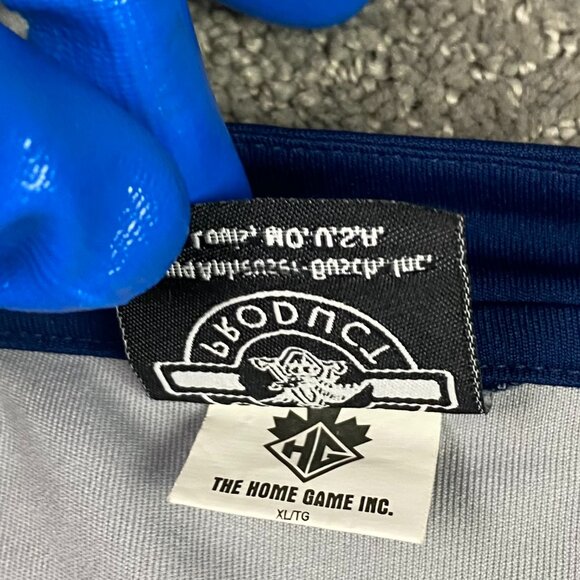 Louis, MO. U.S.A.
Anheuser-Busch, Inc.
PRODUCT
HG
THE HOME GAME INC.
XL/TG